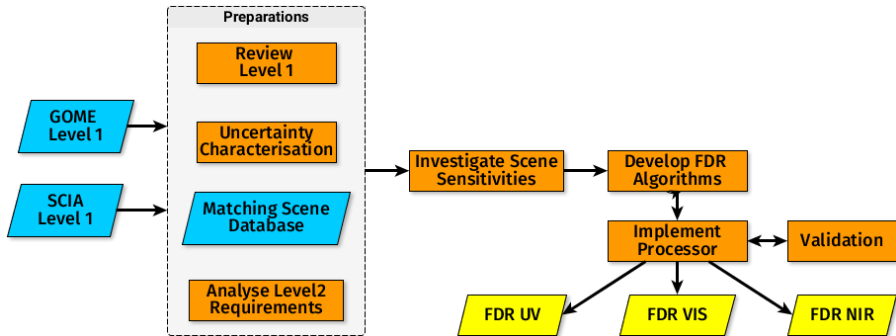 Preparations
Review
Level 1
GOME
Level 1
Uncertainty
Characterisation
Investigate Scene
Sensitivities
Develop FDR
Algorithms
SCIA
Level 1
Matching Scene
Database
Implement
Processor
Validation
Analyse Level2
Requirements
FDR UV
FDR VIS
FDR NIR